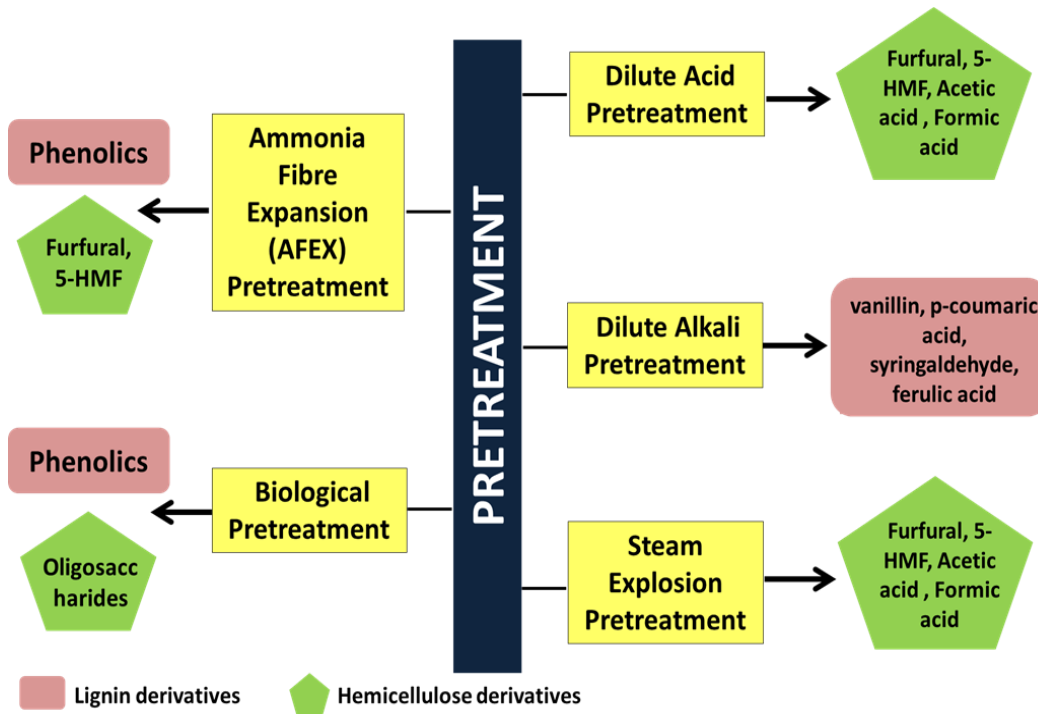 Phenolics
Furfural,
5-HMF
Ammonia
Fibre
Expansion
(AFEX)
Pretreatment
Phenolics
Oligosacc
harides
Biological
Pretreatment
PRETREATMENT
Dilute Acid
Pretreatment
Furfural, 5-
HMF, Acetic
acid , Formic
acid
Dilute Alkali
Pretreatment
vanillin, p-coumaric
acid,
syringaldehyde,
ferulic acid
Steam
Explosion
Pretreatment
Furfural, 5-
HMF, Acetic
acid , Formic
acid
Lignin derivatives
Hemicellulose derivatives